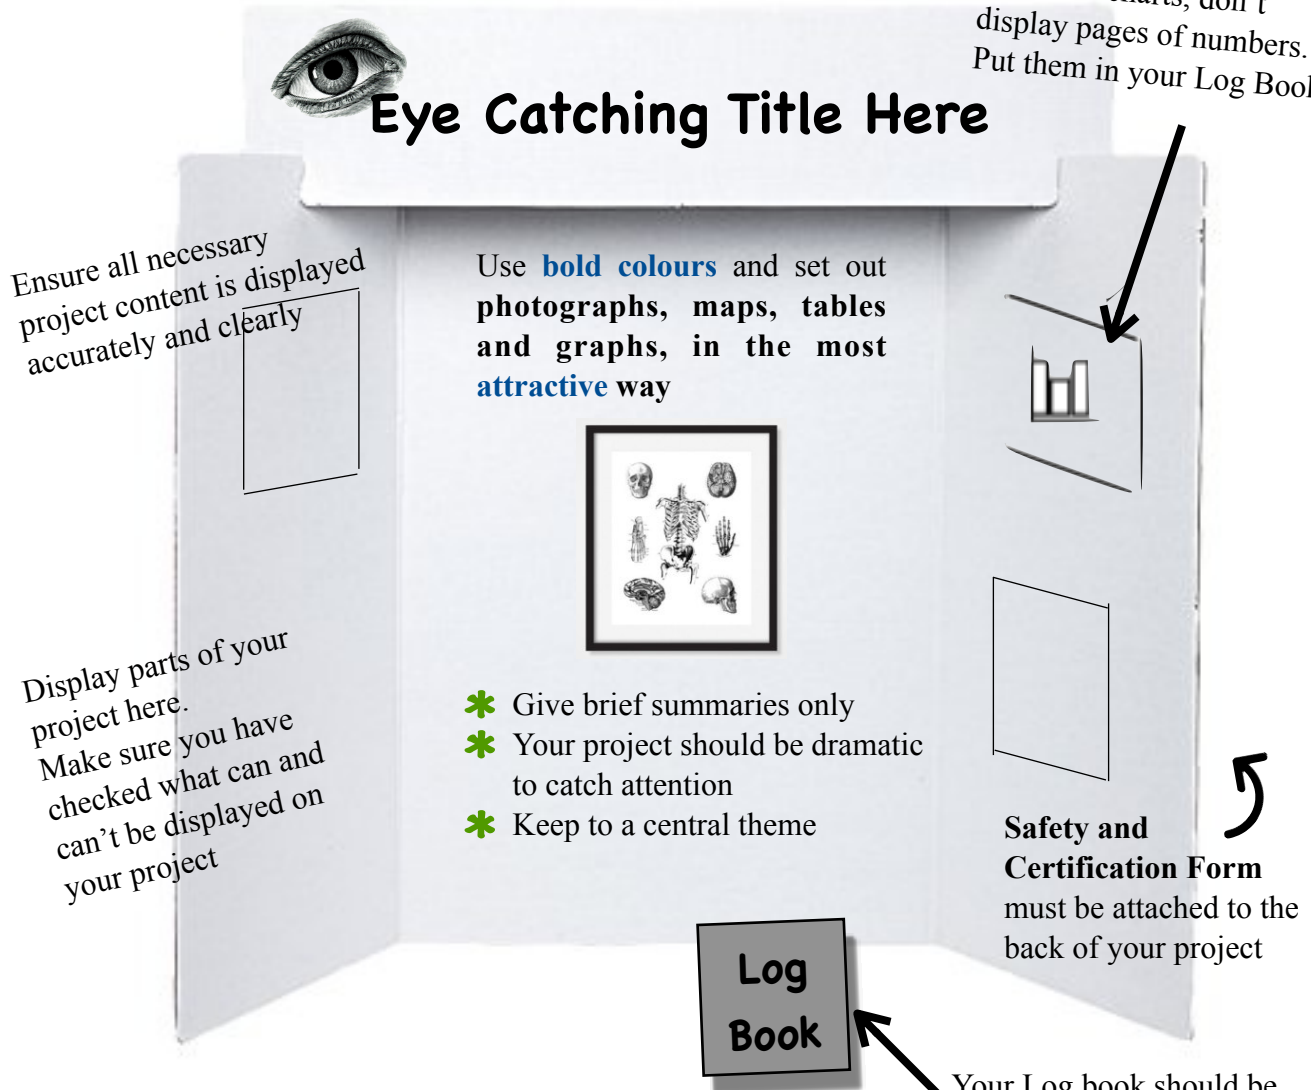 don't
display pages of numbers.
Put them in your Log
Eye Catching Title Here
Ensure all necessary
project content is displayed
accurately and clearly
Use bold colours and set out
photographs, maps, tables
and graphs, in the most
attractive way
Display parts of your
project here.
Make sure you have
checked what can and
can't be displayed on
your project
Give brief summaries only
Your project should be dramatic
to catch attention
Keep to a central theme
Safety and
Certification Form
must be attached to the
back of your project
Log
Book
Your Log book should be